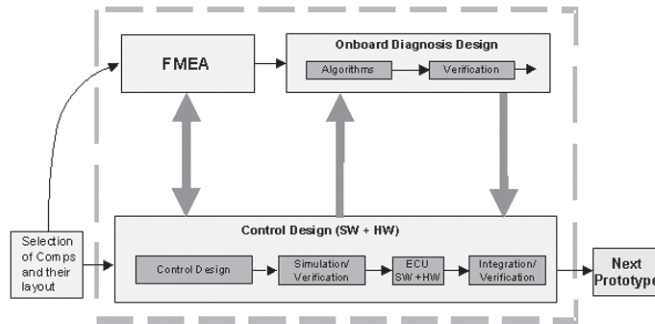 Onboard Diagnosis Design
FMEA
Algorithms
Verification
Control Design (SW + HW)
Selection
of Comps
and their
layout
Control Design
Simulation/
Verification
ECU
SW +HW
Integration/
Verification
Next
Prototype